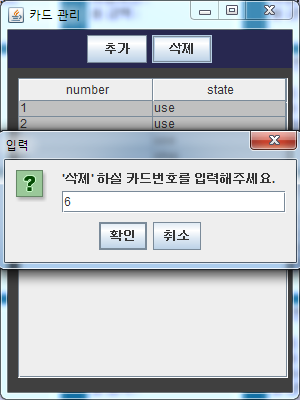 카드 관리
추가 삭제
number state
1 use
2 use
입력
'삭제' 하실 카드번호를 입력해주세요.
6
확인 취소